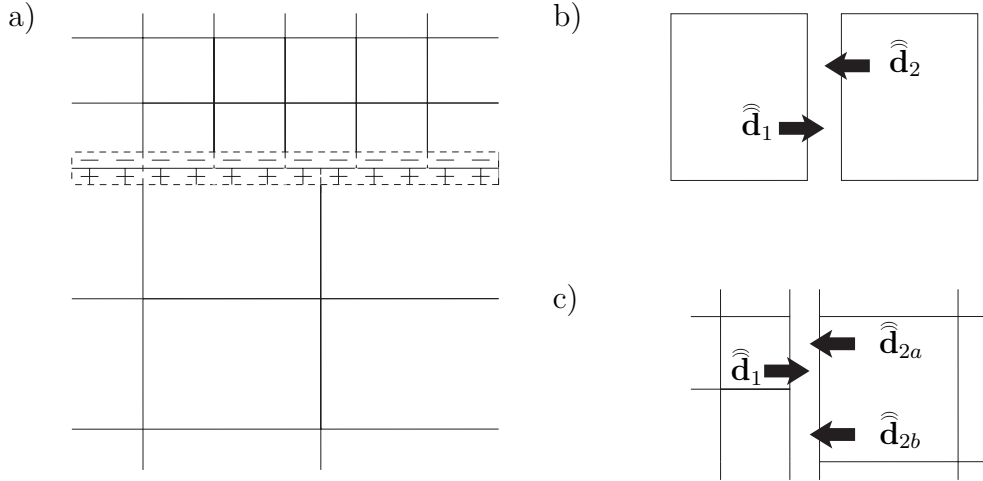 a)
b)
d̑̑₂
d̑̑₁
− − − − − − − − − − − −
+ + + + + + + + + + + +
c)
d̑̑₂ₐ
d̑̑₁
d̑̑_{2b}